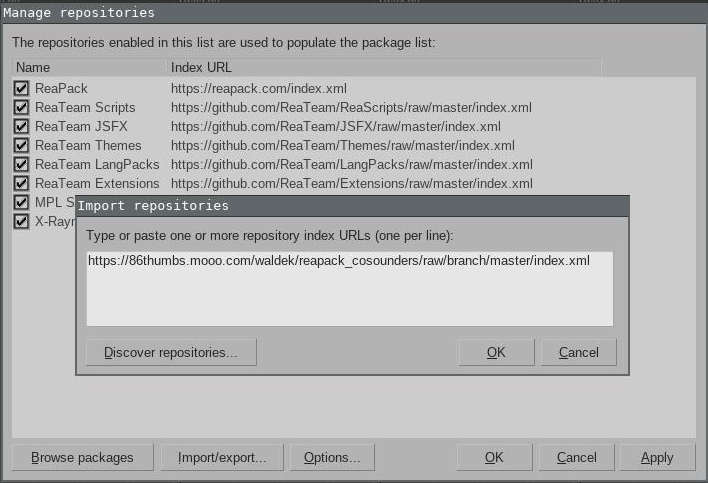 Manage repositories
The repositories enabled in this list are used to populate the package list:
Name Index URL
ReaPack https://reapack.com/index.xml
ReaTeam Scripts https://github.com/ReaTeam/ReaScripts/raw/master/index.xml
ReaTeam JSFX https://github.com/ReaTeam/JSFX/raw/master/index.xml
ReaTeam Themes https://github.com/ReaTeam/Themes/raw/master/index.xml
ReaTeam LangPacks https://github.com/ReaTeam/LangPacks/raw/master/index.xml
ReaTeam Extensions https://github.com/ReaTeam/Extensions/raw/master/index.xml
MPL S
X-Rayr
Import repositories
Type or paste one or more repository index URLs (one per line):
https://86thumbs.mooo.com/waldek/reapack_cosounders/raw/branch/master/index.xml
Discover repositories... OK Cancel
Browse packages Import/export... Options... OK Cancel Apply